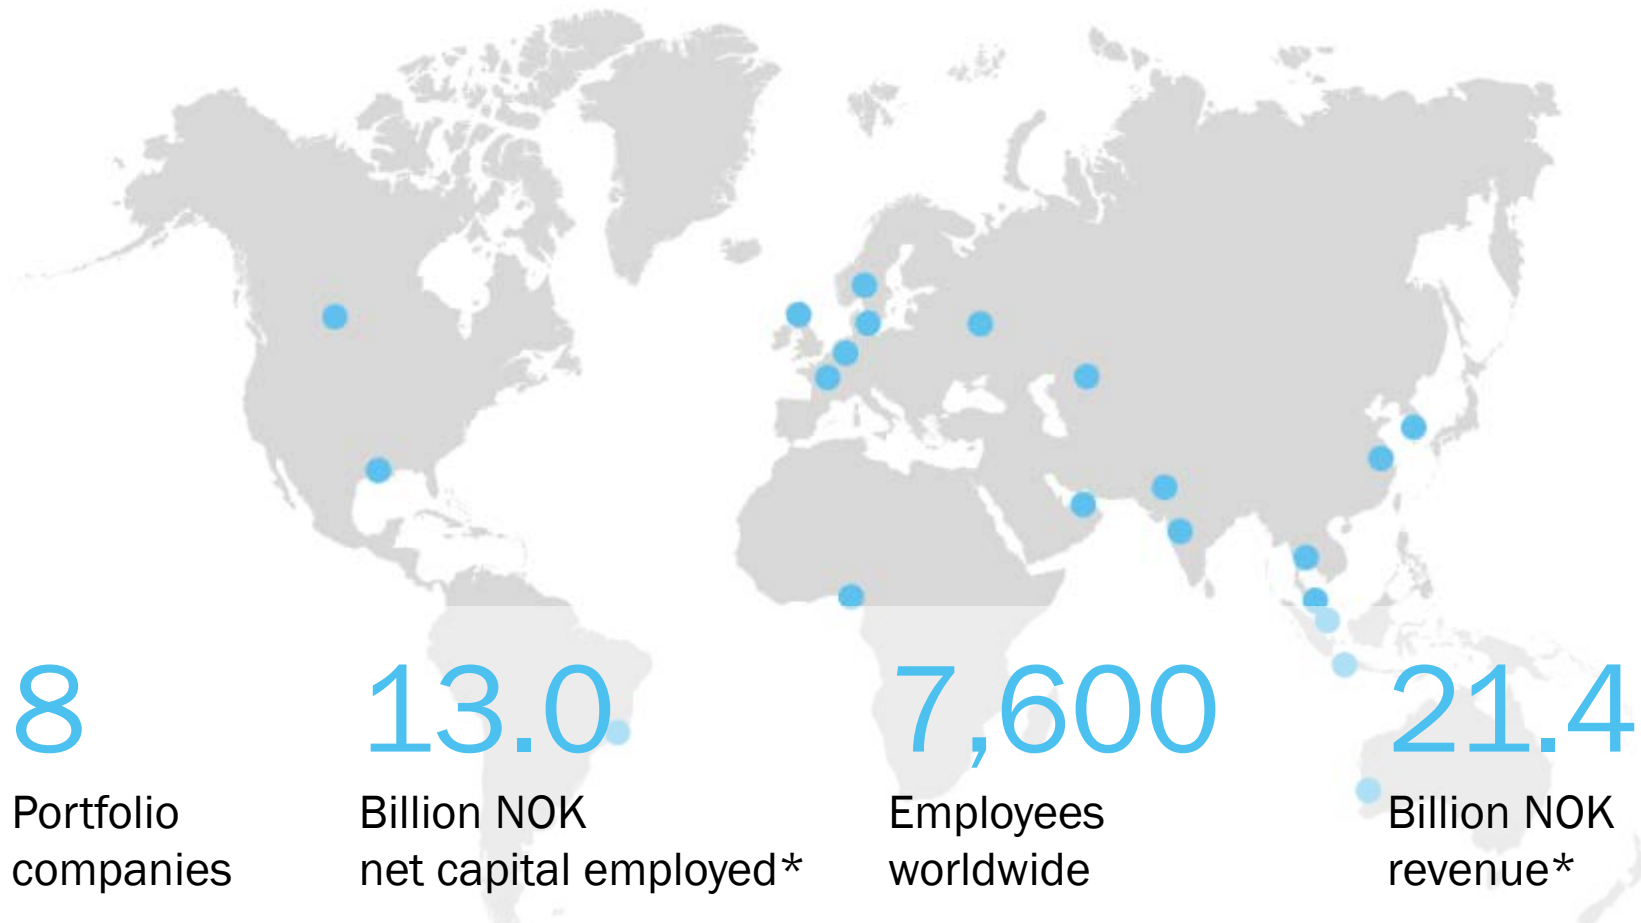 8
Portfolio
companies
13.0
Billion NOK
net capital employed*
7,600
Employees
worldwide
21.4
Billion NOK
revenue*